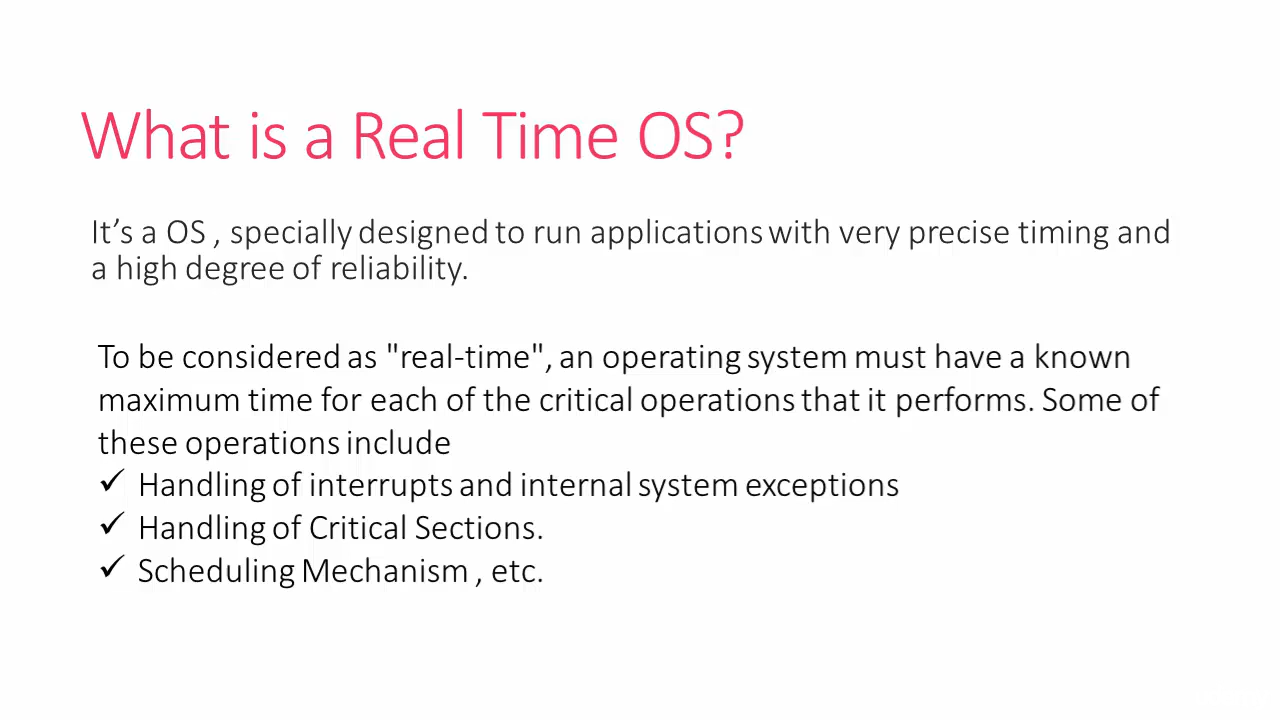 What is a Real Time OS?
It’s a OS , specially designed to run applications with very precise timing and
a high degree of reliability.
To be considered as "real-time", an operating system must have a known
maximum time for each of the critical operations that it performs. Some of
these operations include
✓ Handling of interrupts and internal system exceptions
✓ Handling of Critical Sections.
✓ Scheduling Mechanism , etc.